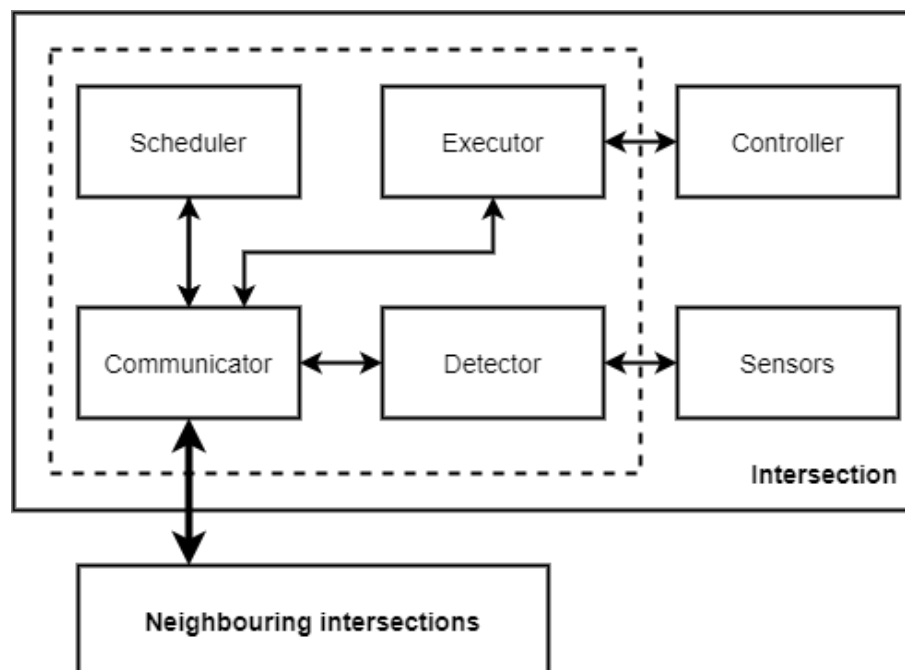 Scheduler
Executor
Controller
Communicator
Detector
Sensors
Intersection
Neighbouring intersections